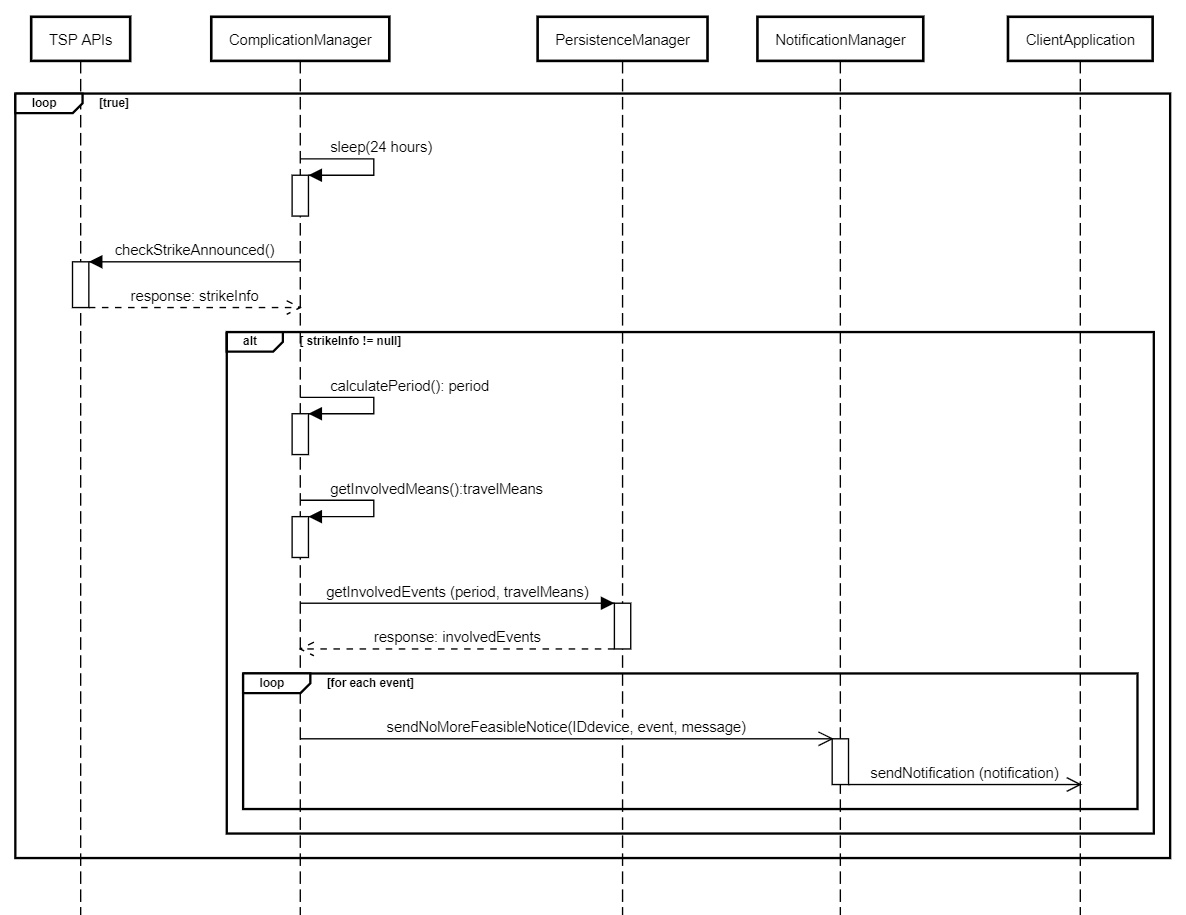 TSP APIs
ComplicationManager
PersistenceManager
NotificationManager
ClientApplication
loop
[true]
sleep(24 hours)
checkStrikeAnnounced()
response: strikeInfo
alt
[ strikeInfo != null]
calculatePeriod(): period
getInvolvedMeans():travelMeans
getInvolvedEvents (period, travelMeans)
response: involvedEvents
loop
[for each event]
sendNoMoreFeasibleNotice(IDdevice, event, message)
sendNotification (notification)